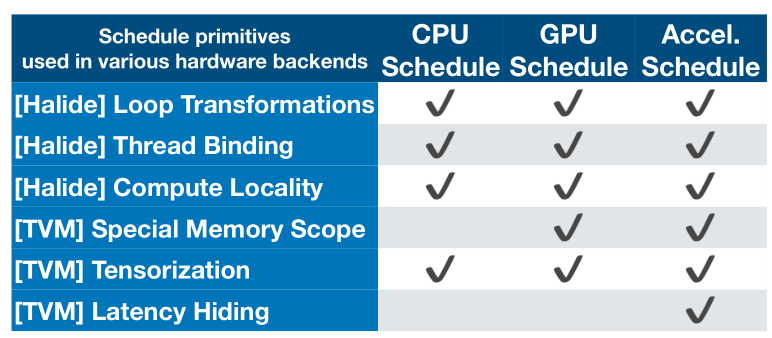 Schedule primitives
used in various hardware backends
CPU
Schedule
GPU
Schedule
Accel.
Schedule
[Halide] Loop Transformations ✔ ✔ ✔
[Halide] Thread Binding ✔ ✔ ✔
[Halide] Compute Locality ✔ ✔ ✔
[TVM] Special Memory Scope ✔ ✔
[TVM] Tensorization ✔ ✔ ✔
[TVM] Latency Hiding ✔